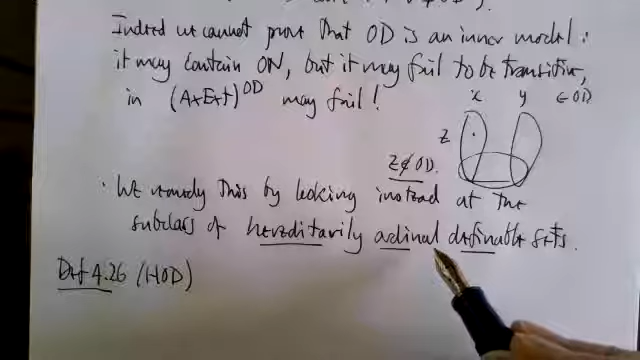 Indeed we cannot prove that OD is an inner model:
it may contain ON, but it may fail to be transitive,
in (AxExt)^OD may fail!
x y ∈ OD
z
z∉OD.
· We remedy this by looking instead at the
subclass of hereditarily ordinal definable sets.
Def 4.26 (HOD)